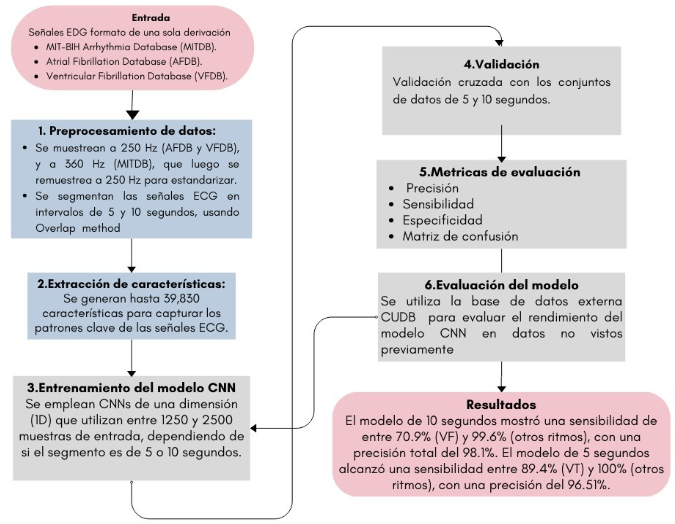 Entrada
Señales EDG formato de una sola derivación
• MIT-BIH Arrhythmia Database (MITDB).
• Atrial Fibrillation Database (AFDB).
• Ventricular Fibrillation Database (VFDB).
1. Preprocesamiento de datos:
• Se muestrean a 250 Hz (AFDB y VFDB),
y a 360 Hz (MITDB), que luego se
remuestrea a 250 Hz para estandarizar.
• Se segmentan las señales ECG en
intervalos de 5 y 10 segundos, usando
Overlap method
2.Extracción de características:
Se generan hasta 39,830
características para capturar los
patrones clave de las señales ECG.
3.Entrenamiento del modelo CNN
Se emplean CNNs de una dimensión
(1D) que utilizan entre 1250 y 2500
muestras de entrada, dependiendo de
si el segmento es de 5 o 10 segundos.
4.Validación
Validación cruzada con los conjuntos
de datos de 5 y 10 segundos.
5.Metricas de evaluación
• Precisión
• Sensibilidad
• Especificidad
• Matriz de confusión
6.Evaluación del modelo
Se utiliza la base de datos externa
CUDB para evaluar el rendimiento del
modelo CNN en datos no vistos
previamente
Resultados
El modelo de 10 segundos mostró una sensibilidad de
entre 70.9% (VF) y 99.6% (otros ritmos), con una
precisión total del 98.1%. El modelo de 5 segundos
alcanzó una sensibilidad entre 89.4% (VT) y 100% (otros
ritmos), con una precisión del 96.51%.